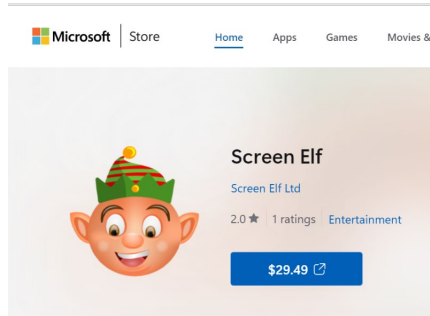 Microsoft Store Home Apps Games Movies &
Screen Elf
Screen Elf Ltd
2.0★ 1 ratings Entertainment
$29.49